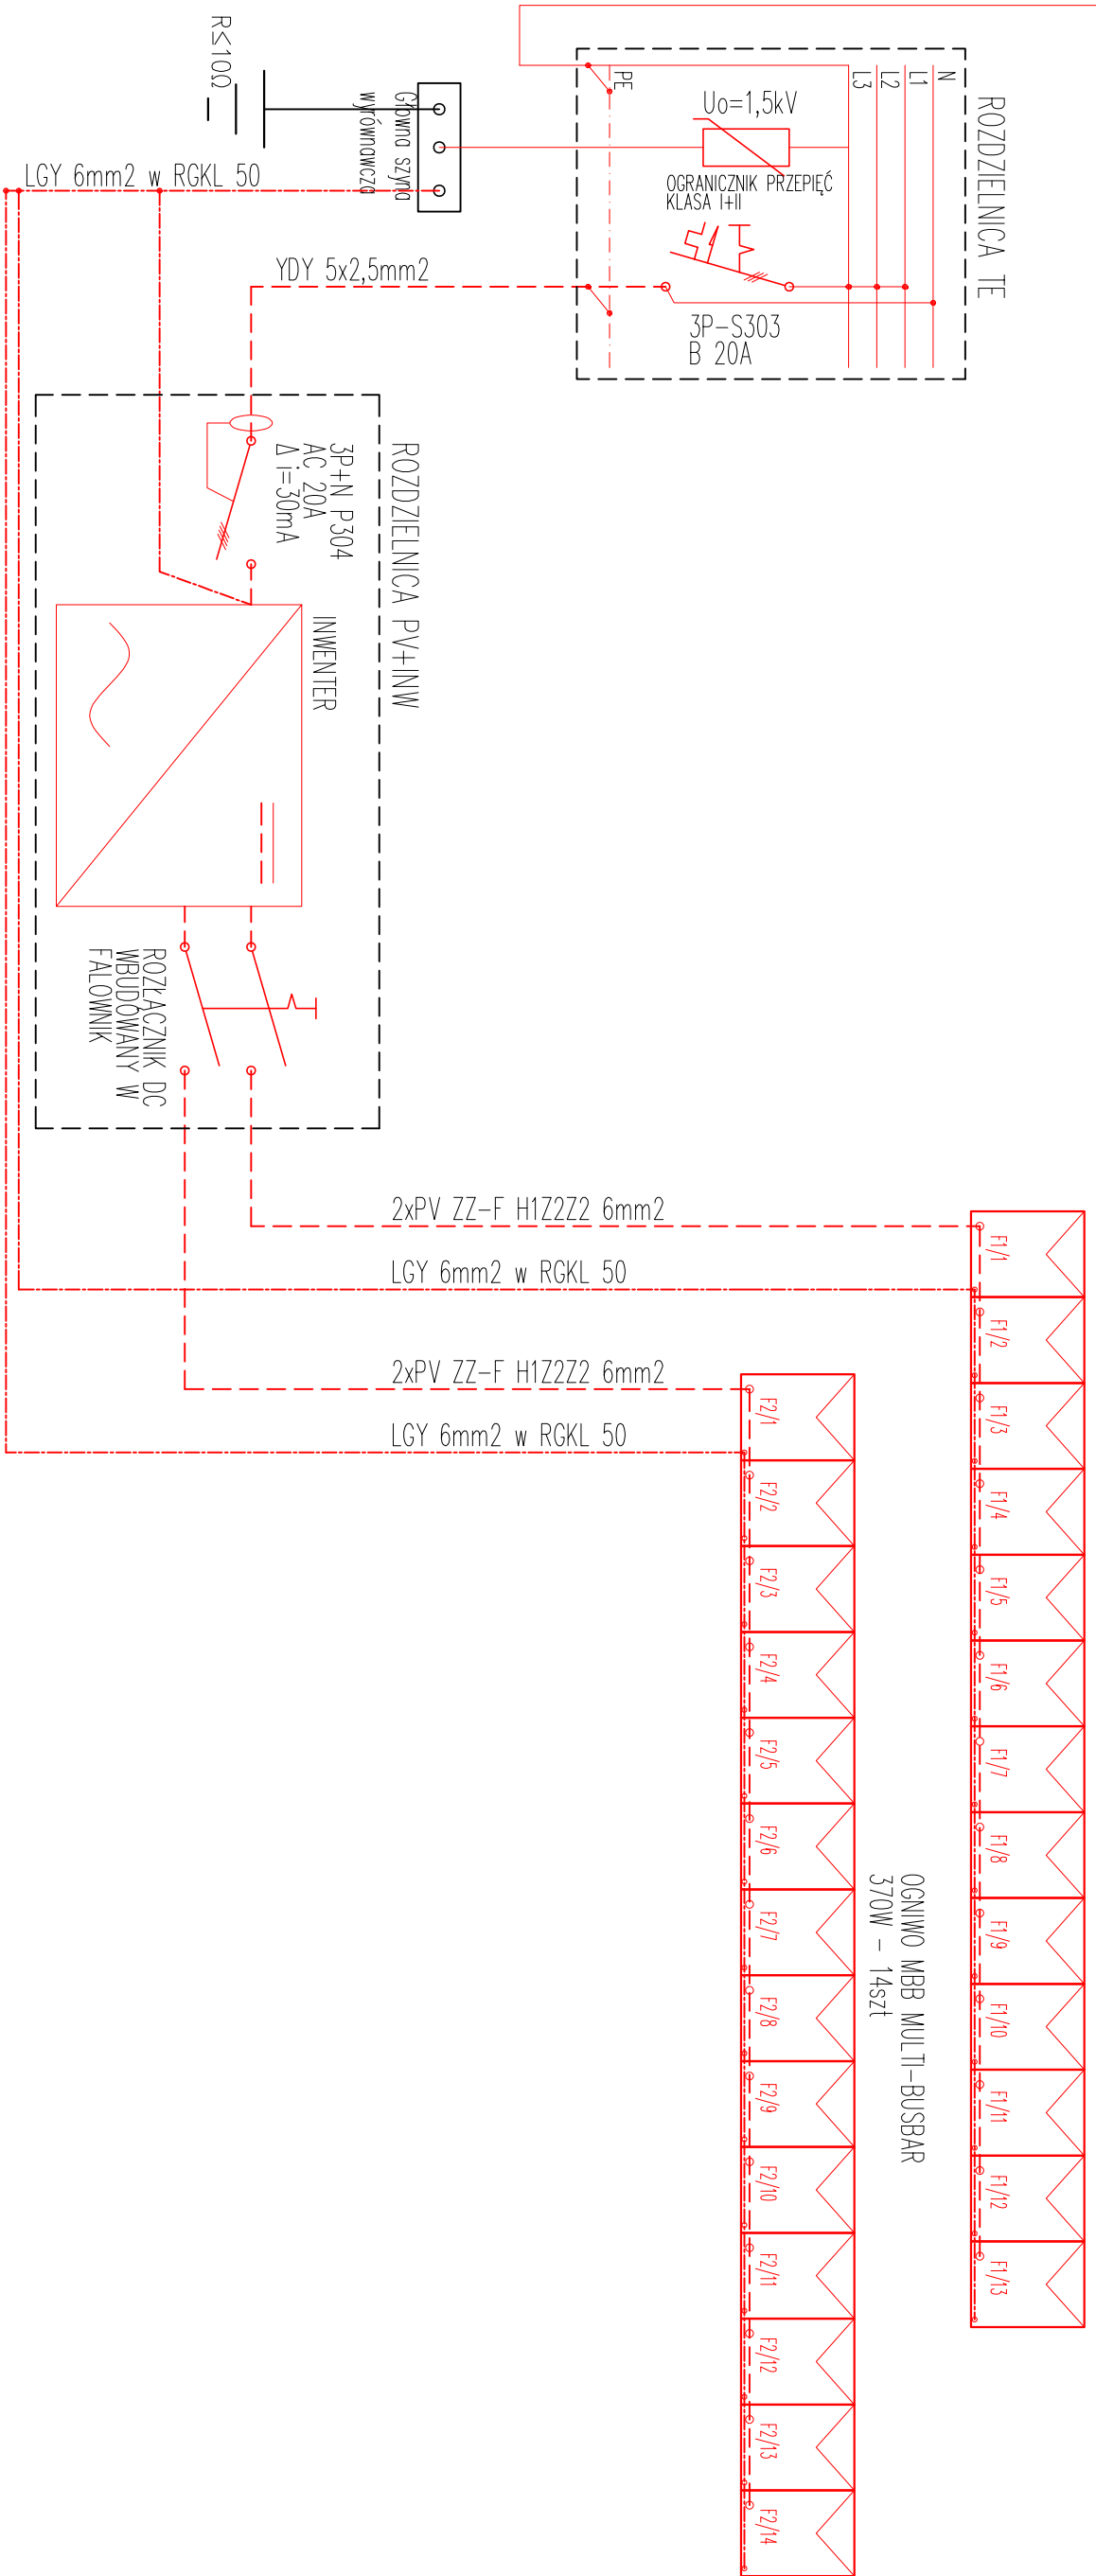 ROZDZIELNICA TE
N
L1
L2
L3
PE
Uo=1,5kV
OGRANICZNIK PRZEPIĘĆ
KLASA I+II
3P-S303
B 20A
R≤10Ω
Główna szyna
wyrównawcza
LGY 6mm2 w RGKL 50
YDY 5x2,5mm2
ROZDZIELNICA PV+INW
3P+N P304
AC 20A
Δ i=30mA
INWENTER
ROZŁĄCZNIK DC
WBUDOWANY W
FALOWNIK
2xPV ZZ-F H1Z2Z2 6mm2
LGY 6mm2 w RGKL 50
2xPV ZZ-F H1Z2Z2 6mm2
LGY 6mm2 w RGKL 50
F1/1
F1/2
F1/3
F1/4
F1/5
F1/6
F1/7
F1/8
F1/9
F1/10
F1/11
F1/12
F1/13
OGNIWO MBB MULTI-BUSBAR
370W - 14szt
F2/1
F2/2
F2/3
F2/4
F2/5
F2/6
F2/7
F2/8
F2/9
F2/10
F2/11
F2/12
F2/13
F2/14